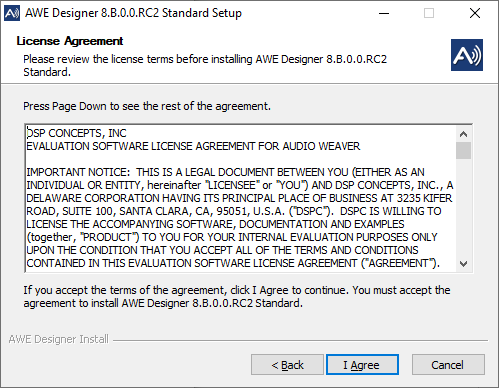 AWE Designer 8.B.0.0.RC2 Standard Setup
License Agreement
Please review the license terms before installing AWE Designer 8.B.0.0.RC2
Standard.
Press Page Down to see the rest of the agreement.
DSP CONCEPTS, INC
EVALUATION SOFTWARE LICENSE AGREEMENT FOR AUDIO WEAVER
IMPORTANT NOTICE:  THIS IS A LEGAL DOCUMENT BETWEEN YOU (EITHER AS AN
INDIVIDUAL OR ENTITY, hereinafter "LICENSEE" or "YOU") AND DSP CONCEPTS, INC., A
DELAWARE CORPORATION HAVING ITS PRINCIPAL PLACE OF BUSINESS AT 3235 KIFER
ROAD, SUITE 100, SANTA CLARA, CA, 95051, U.S.A. ("DSPC").  DSPC IS WILLING TO
LICENSE THE ACCOMPANYING SOFTWARE, DOCUMENTATION AND EXAMPLES
(together, "PRODUCT") TO YOU FOR YOUR INTERNAL EVALUATION PURPOSES ONLY
UPON THE CONDITION THAT YOU ACCEPT ALL OF THE TERMS AND CONDITIONS
CONTAINED IN THIS EVALUATION SOFTWARE LICENSE AGREEMENT ("AGREEMENT").
If you accept the terms of the agreement, click I Agree to continue. You must accept the
agreement to install AWE Designer 8.B.0.0.RC2 Standard.
AWE Designer Install
< Back
I Agree
Cancel